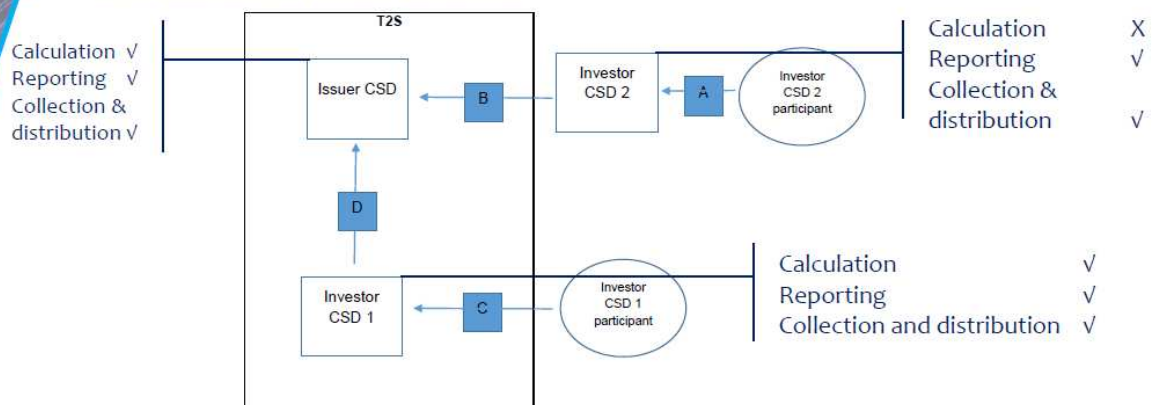 T2S
Calculation √
Reporting √
Collection &
distribution √
Issuer CSD
B
Investor
CSD 2
A
Investor
CSD 2
participant
Calculation X
Reporting √
Collection &
distribution √
D
Investor
CSD 1
C
Investor
CSD 1
participant
Calculation √
Reporting √
Collection and distribution √